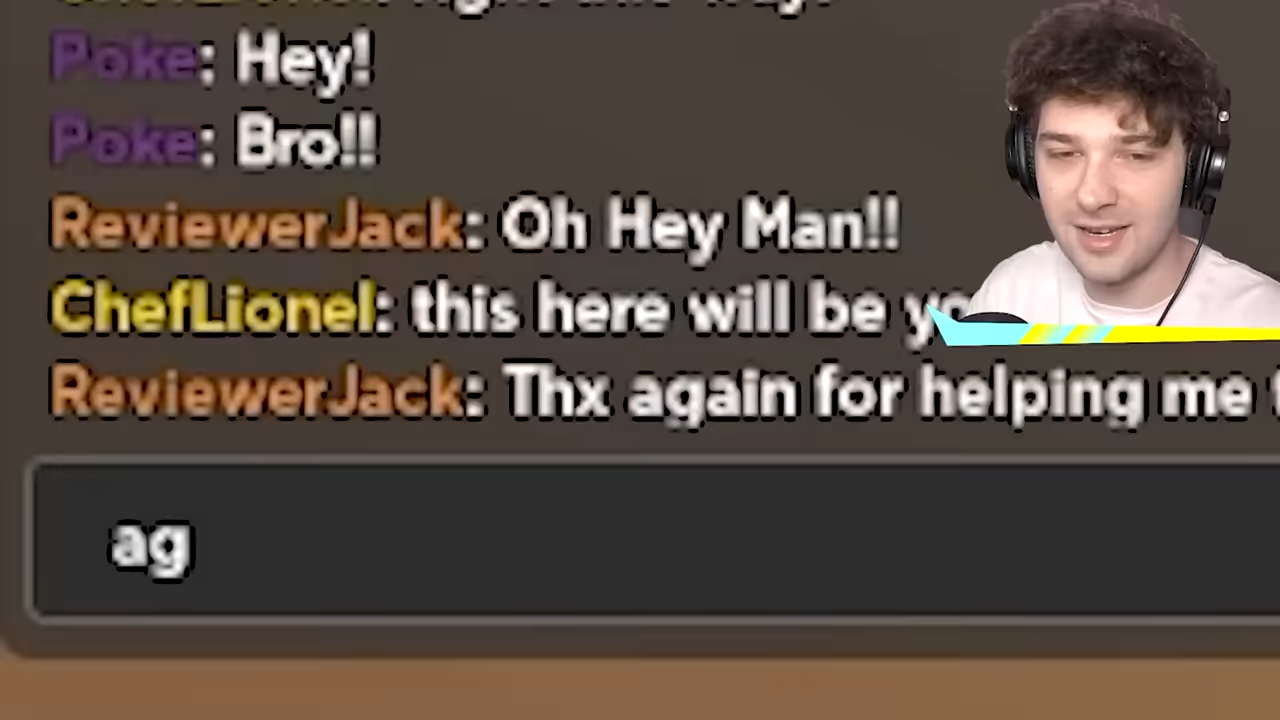 Poke: Hey!
Poke: Bro!!
ReviewerJack: Oh Hey Man!!
ChefLionel: this here will be
ReviewerJack: Thx again for helping me
ag